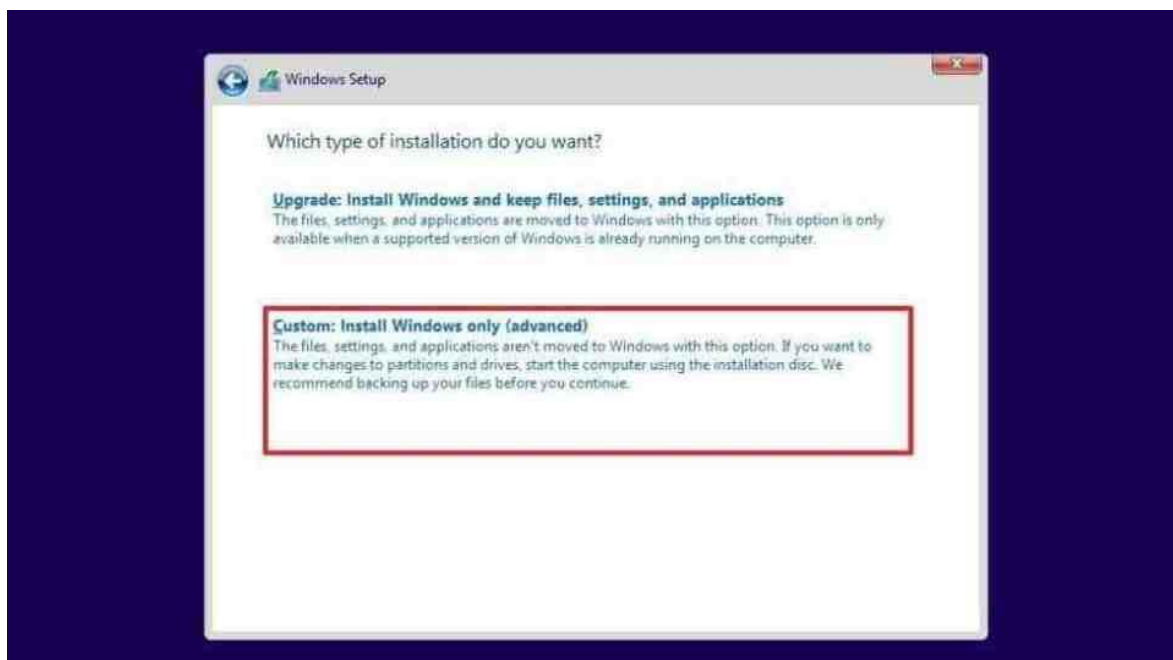 Windows Setup
Which type of installation do you want?
Upgrade: Install Windows and keep files, settings, and applications
The files, settings, and applications are moved to Windows with this option. This option is only
available when a supported version of Windows is already running on the computer.
Custom: Install Windows only (advanced)
The files, settings, and applications aren't moved to Windows with this option. If you want to
make changes to partitions and drives, start the computer using the installation disc. We
recommend backing up your files before you continue.